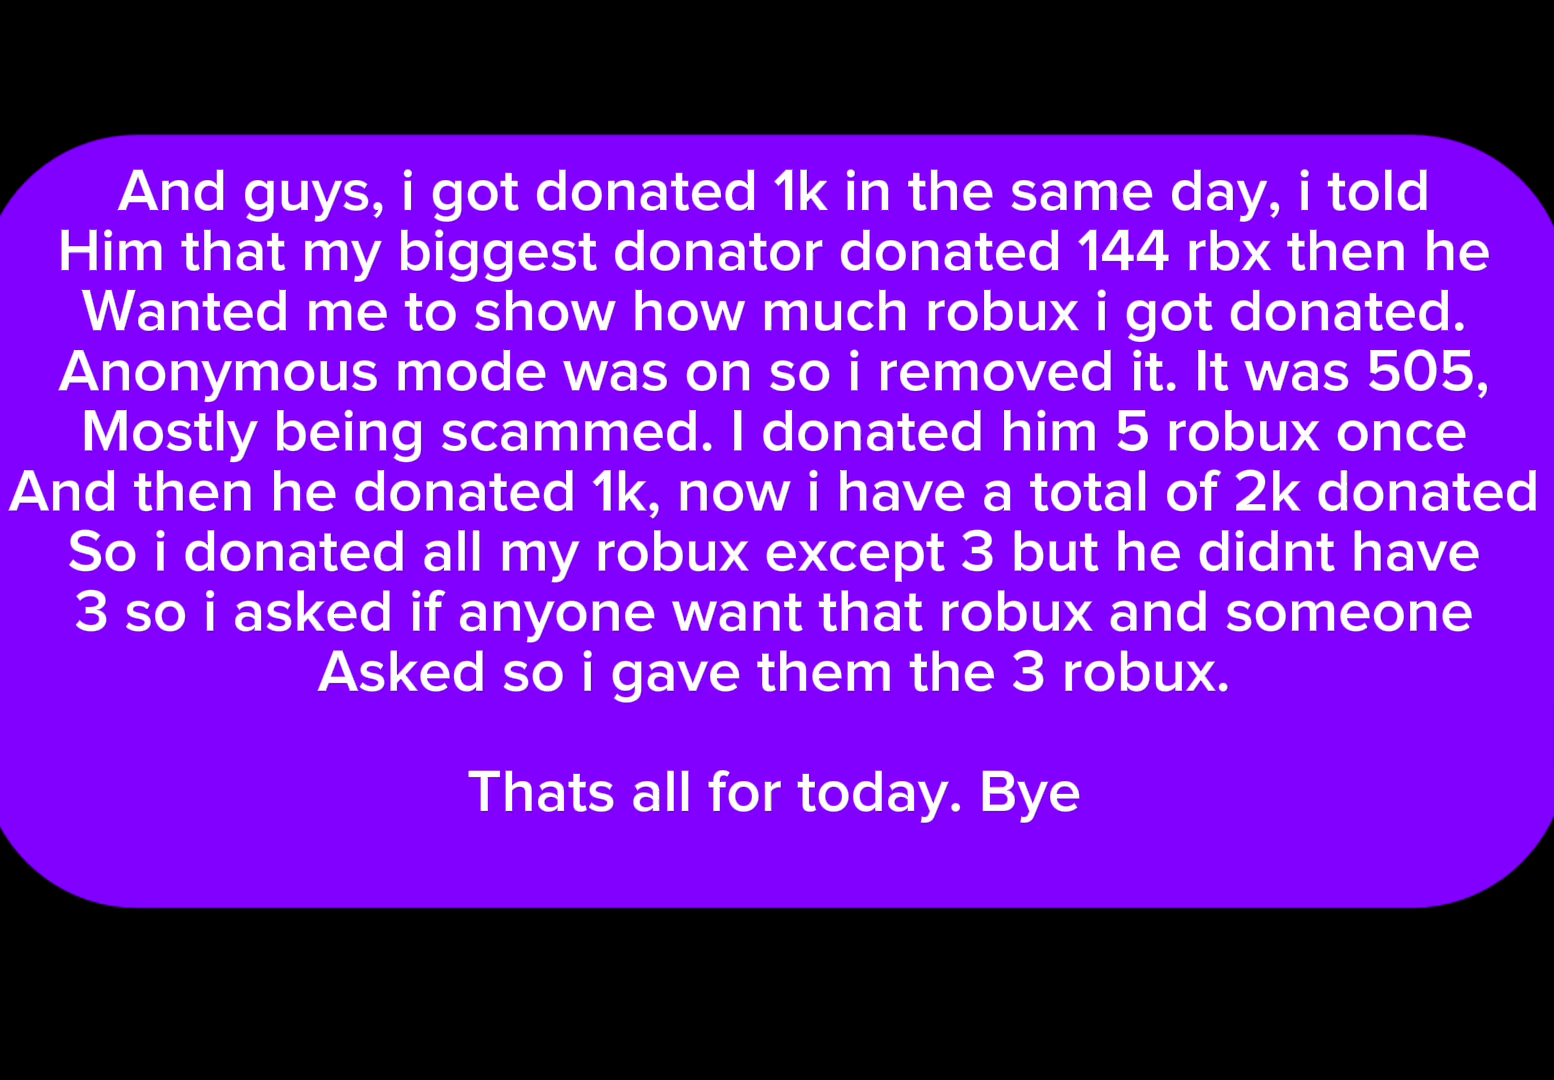 And guys, i got donated 1k in the same day, i told
Him that my biggest donator donated 144 rbx then he
Wanted me to show how much robux i got donated.
Anonymous mode was on so i removed it. It was 505,
Mostly being scammed. I donated him 5 robux once
And then he donated 1k, now i have a total of 2k donated
So i donated all my robux except 3 but he didnt have
3 so i asked if anyone want that robux and someone
Asked so i gave them the 3 robux.
Thats all for today. Bye